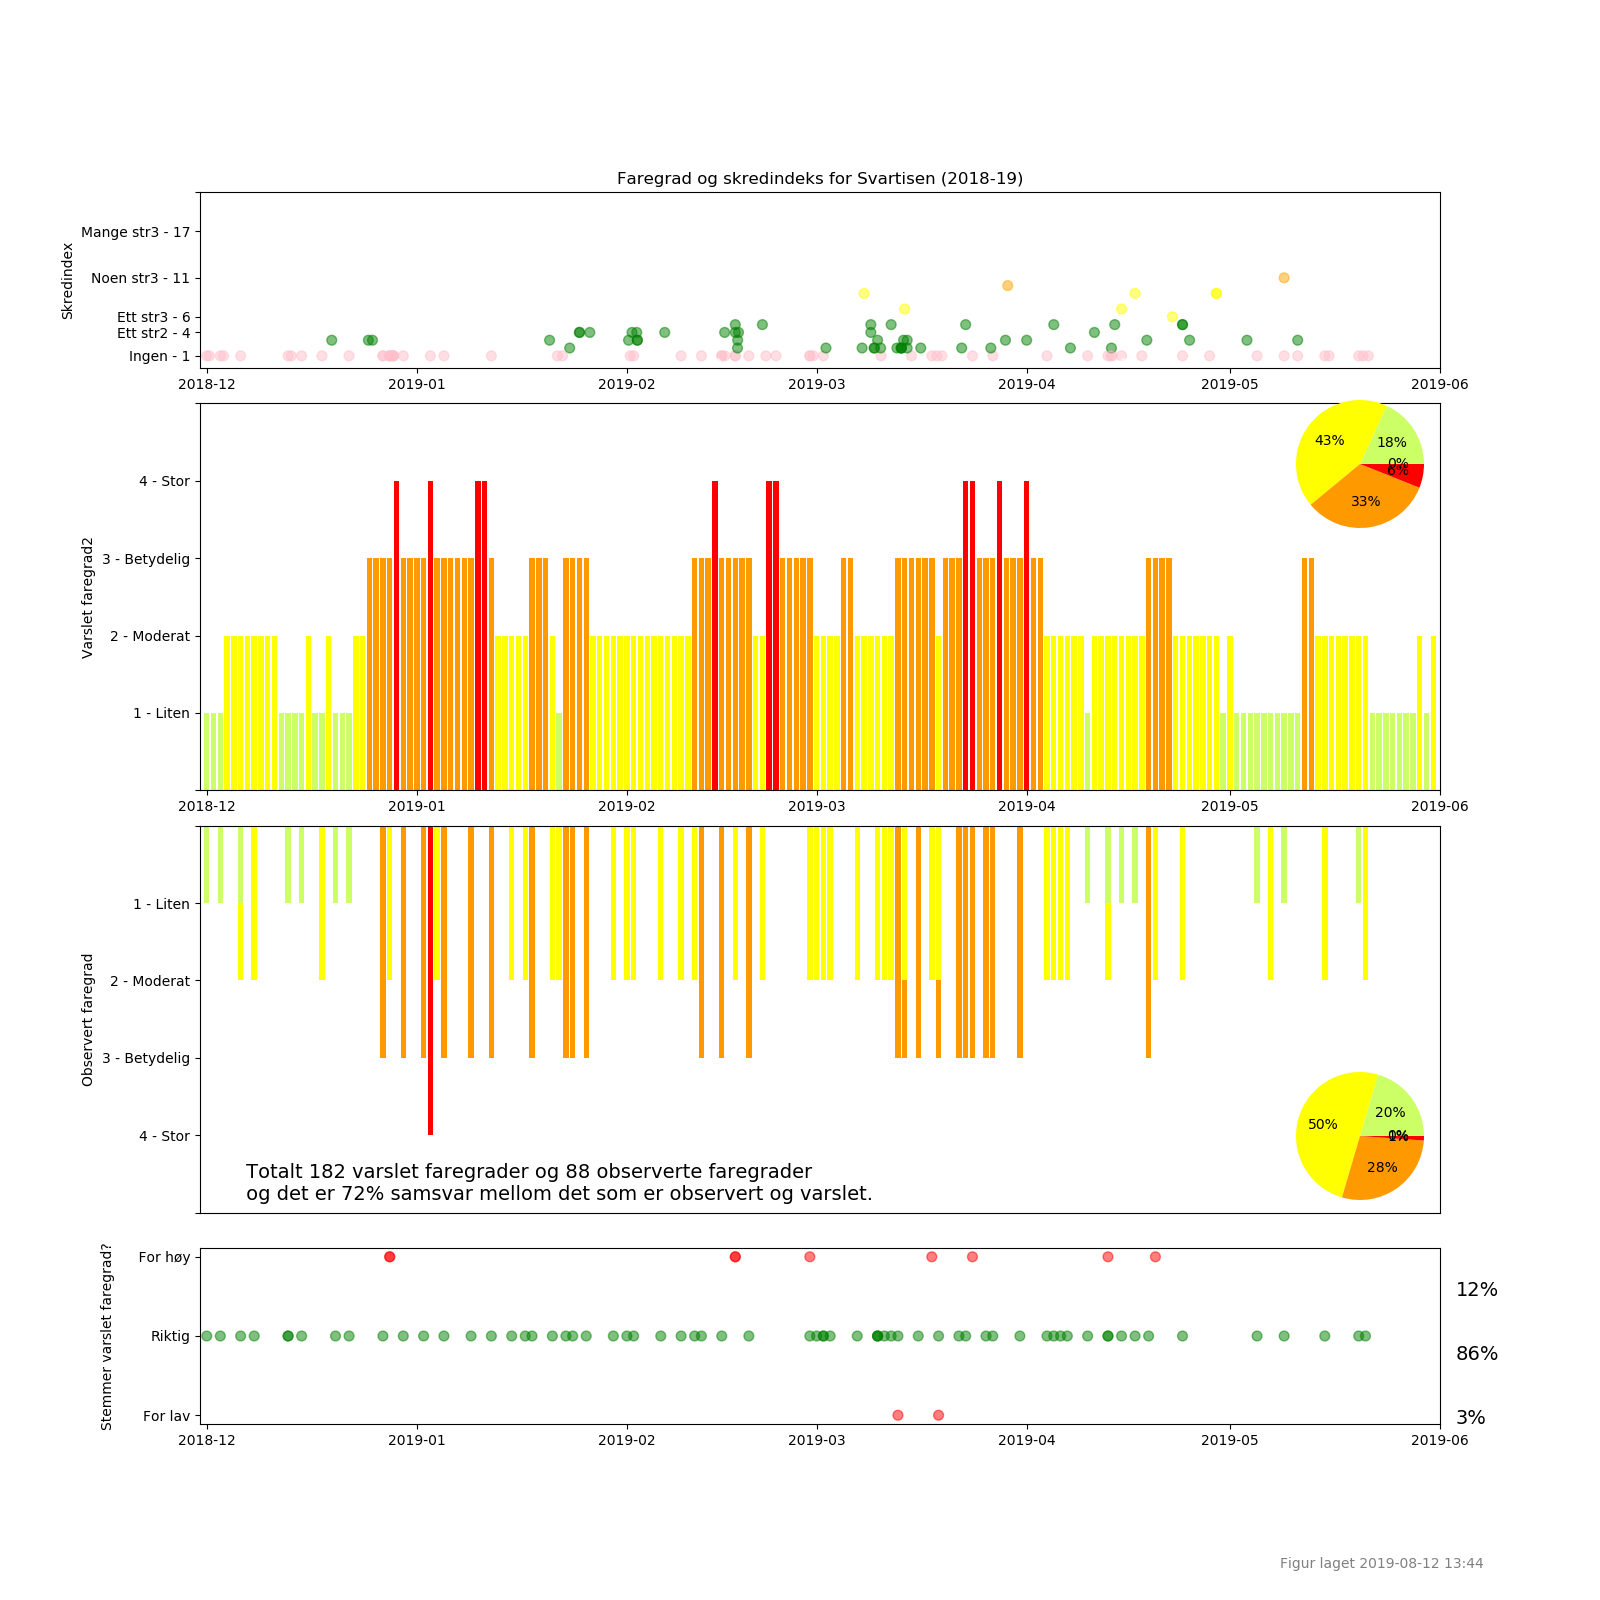 Faregrad og skredindeks for Svartisen (2018-19)
Skredindex
Mange str3 - 17
Noen str3 - 11
Ett str3 - 6
Ett str2 - 4
Ingen - 1
2018-12 2019-01 2019-02 2019-03 2019-04 2019-05 2019-06
Varslet faregrad2
4 - Stor
3 - Betydelig
2 - Moderat
1 - Liten
43% 18%
0%
6%
33%
2018-12 2019-01 2019-02 2019-03 2019-04 2019-05 2019-06
Observert faregrad
1 - Liten
2 - Moderat
3 - Betydelig
4 - Stor
50% 20%
1%
28%
Totalt 182 varslet faregrader og 88 observerte faregrader
og det er 72% samsvar mellom det som er observert og varslet.
Stemmer varslet faregrad?
For høy
Riktig
For lav
12%
86%
3%
2018-12 2019-01 2019-02 2019-03 2019-04 2019-05 2019-06
Figur laget 2019-08-12 13:44